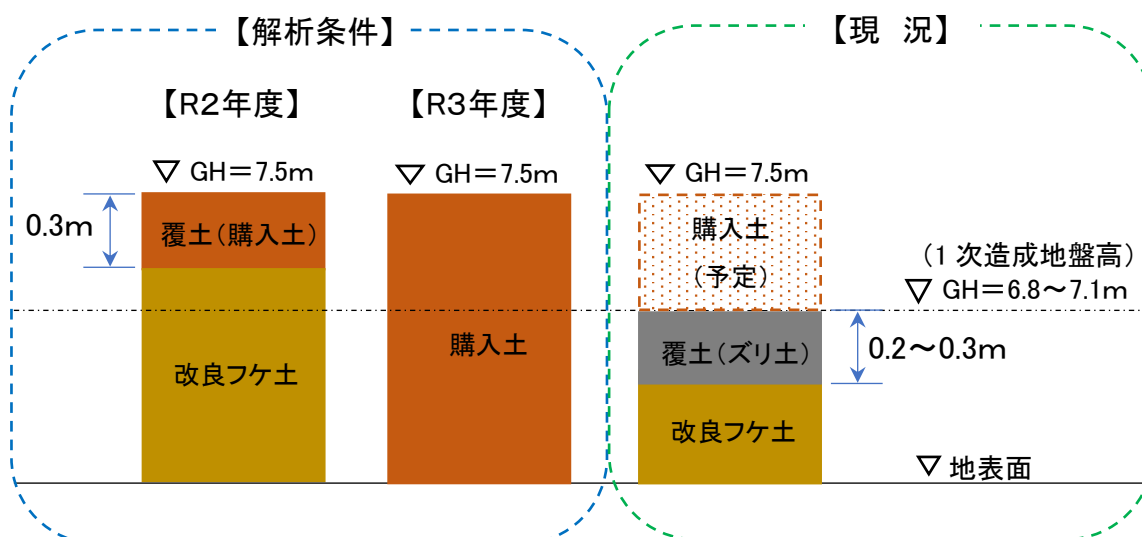 【解析条件】
【R2年度】
【R3年度】
▽ GH＝7.5m
▽ GH＝7.5m
0.3m
覆土（購入土）
改良フケ土
購入土
【現　況】
▽ GH＝7.5m
購入土
（予定）
（1 次造成地盤高）
▽ GH＝6.8～7.1m
覆土（ズリ土）
0.2～0.3m
改良フケ土
▽ 地表面